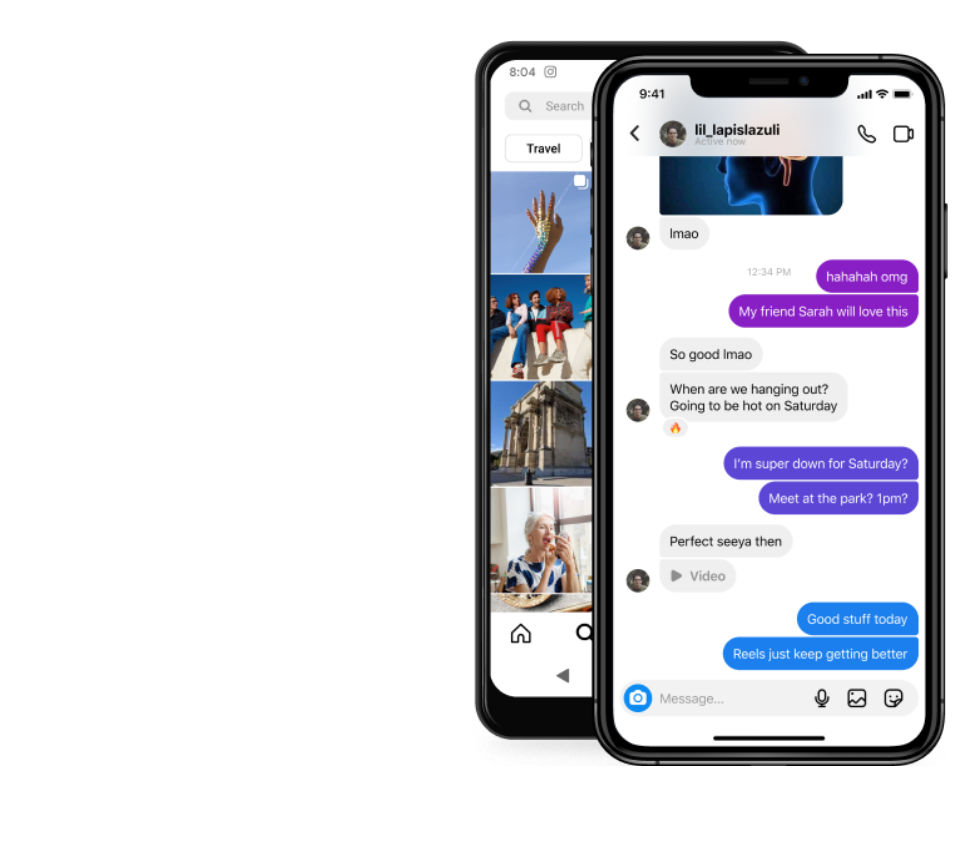 8:04
Search
Travel
9:41
lil_lapislazuli
Active now
lmao
12:34 PM
hahahah omg
My friend Sarah will love this
So good lmao
When are we hanging out?
Going to be hot on Saturday
I'm super down for Saturday?
Meet at the park? 1pm?
Perfect seeya then
Video
Good stuff today
Reels just keep getting better
Message...